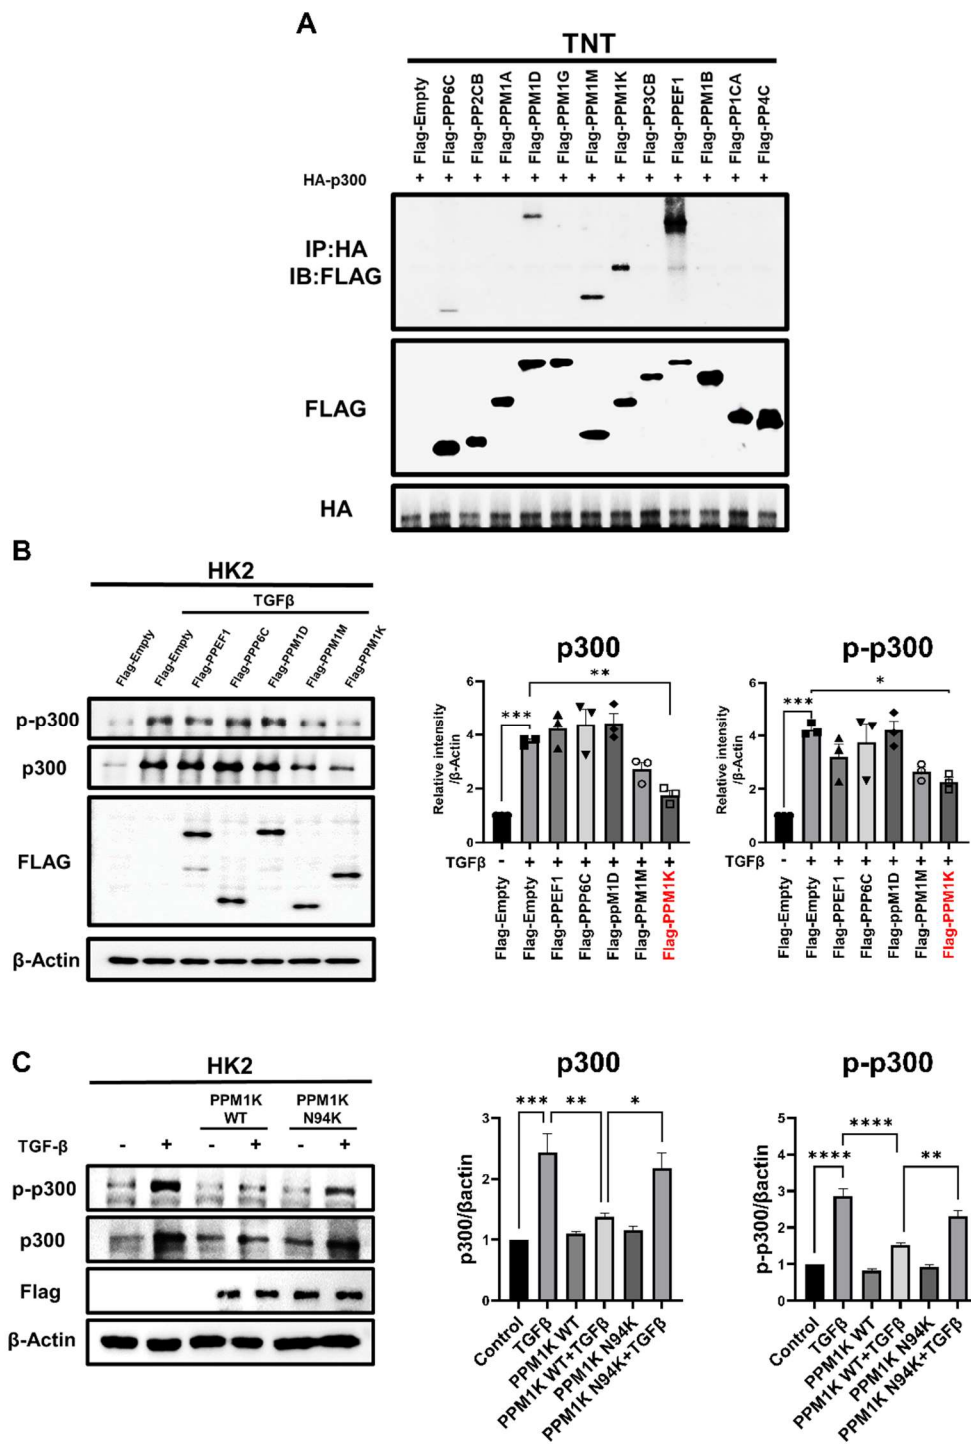 A
TNT
Flag-Empty
Flag-PPP6C
Flag-PP2CB
Flag-PPM1A
Flag-PPM1D
Flag-PPM1G
Flag-PPM1M
Flag-PPM1K
Flag-PP3CB
Flag-PPEF1
Flag-PPM1B
Flag-PP1CA
Flag-PP4C
HA-p300 + + + + + + + + + + + + +
IP:HA
IB:FLAG
FLAG
HA
B
HK2
TGFβ
Flag-Empty
Flag-Empty
Flag-PPEF1
Flag-PPP6C
Flag-PPM1D
Flag-PPM1M
Flag-PPM1K
p-p300
p300
FLAG
β-Actin
p300
Relative intensity
/β-Actin
6
4
2
0
***
**
TGFβ - + + + + + +
Flag-Empty
Flag-Empty
Flag-PPEF1
Flag-PPP6C
Flag-ppM1D
Flag-PPM1M
Flag-PPM1K
p-p300
Relative intensity
/β-Actin
6
4
2
0
***
*
TGFβ - + + + + + +
Flag-Empty
Flag-Empty
Flag-PPEF1
Flag-PPP6C
Flag-ppM1D
Flag-PPM1M
Flag-PPM1K
C
HK2
PPM1K
WT
PPM1K
N94K
TGF-β - + - + - +
p-p300
p300
Flag
β-Actin
p300
p300/βactin
3
2
1
0
*** ** *
Control
TGFβ
PPM1K WT
PPM1K WT+TGFβ
PPM1K N94K
PPM1K N94K+TGFβ
p-p300
p-p300/βactin
5
4
3
2
1
0
****
**** **
Control
TGFβ
PPM1K WT
PPM1K WT+TGFβ
PPM1K N94K
PPM1K N94K+TGFβ